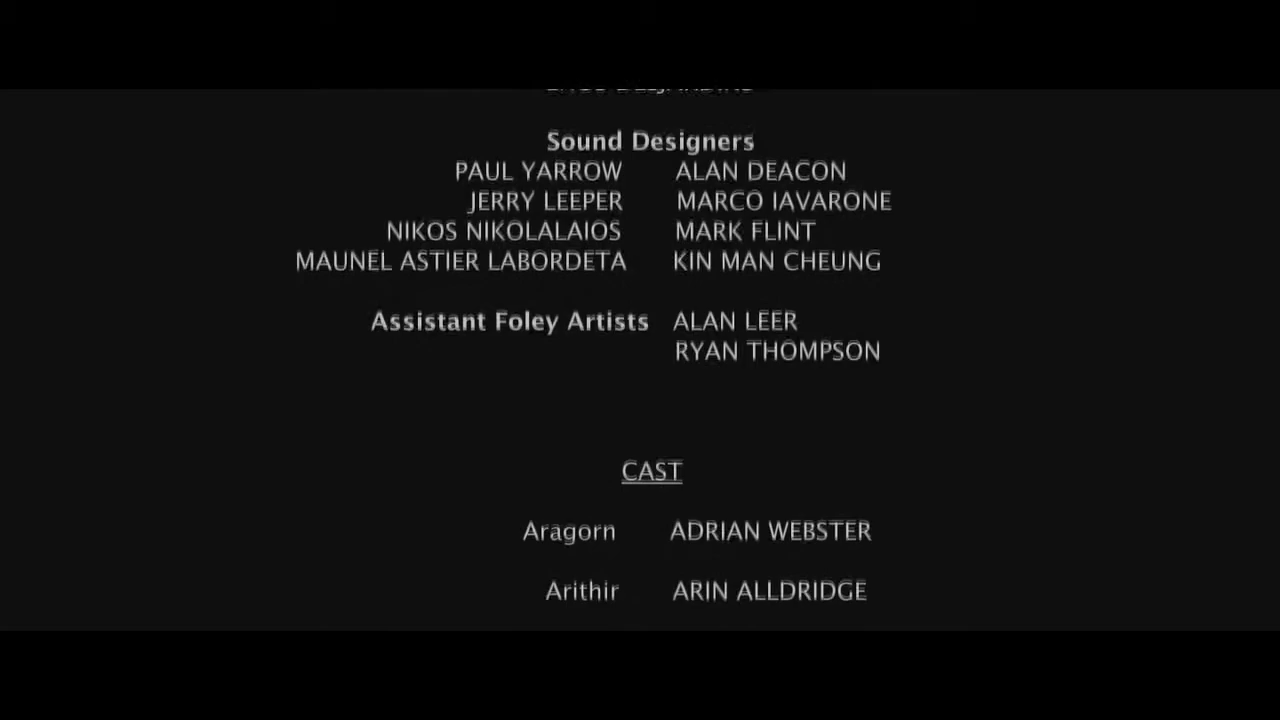 Sound Designers
PAUL YARROW ALAN DEACON
JERRY LEEPER MARCO IAVARONE
NIKOS NIKOLALAIOS MARK FLINT
MAUNEL ASTIER LABORDETA KIN MAN CHEUNG
Assistant Foley Artists ALAN LEER
RYAN THOMPSON
CAST
Aragorn ADRIAN WEBSTER
Arithir ARIN ALLDRIDGE